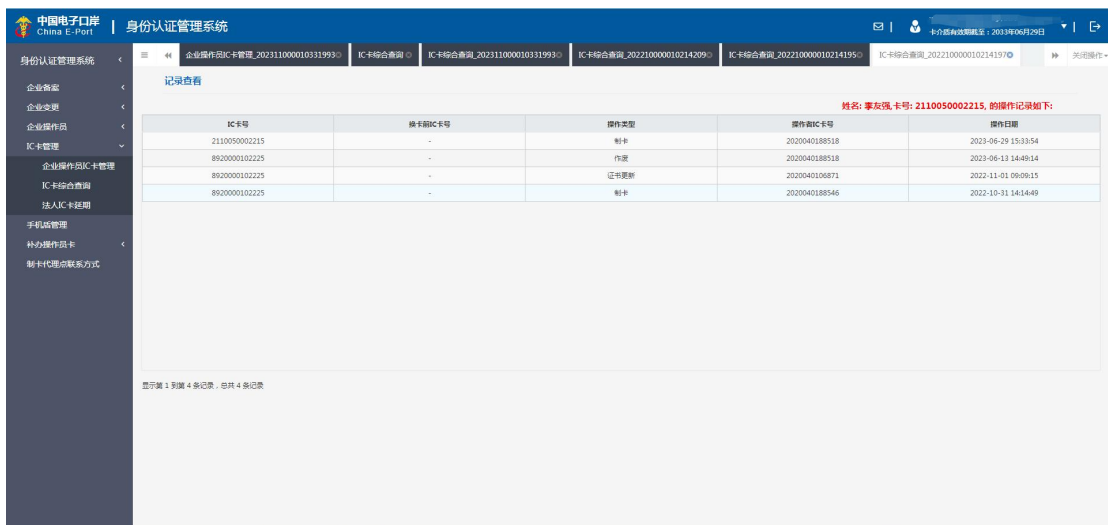 中国电子口岸 | 身份认证管理系统
China E-Port
卡介质有效期截至：2033年06月29日
身份认证管理系统
企业备案
企业变更
企业操作员
IC卡管理
企业操作员IC卡管理
IC卡综合查询
法人IC卡延期
手机盾管理
补办操作员卡
制卡代理点联系方式
企业操作员IC卡管理_202311000010331993
IC卡综合查询
IC卡综合查询_202311000010331993
IC卡综合查询_202210000010214209
IC卡综合查询_202210000010214195
IC卡综合查询_202210000010214197
关闭操作
记录查看
姓名: 覃友强,卡号: 2110050002215, 的操作记录如下:
IC卡号 换卡前IC卡号 操作类型 操作者IC卡号 操作日期
2110050002215 - 制卡 2020040188518 2023-06-29 15:33:54
8920000102225 - 作废 2020040188518 2023-06-13 14:49:14
8920000102225 - 证书更新 2020040106871 2022-11-01 09:09:15
8920000102225 - 制卡 2020040188546 2022-10-31 14:14:49
显示第 1 到第 4 条记录，总共 4 条记录